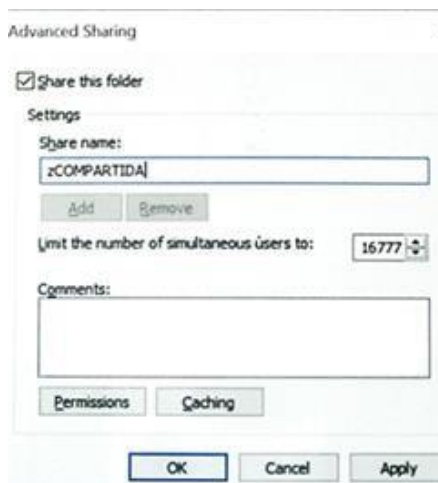 Advanced Sharing
Share this folder
Settings
Share name:
zCOMPARTIDA
Add
Remove
Limit the number of simultaneous users to:
16777
Comments:
Permissions
Caching
OK
Cancel
Apply